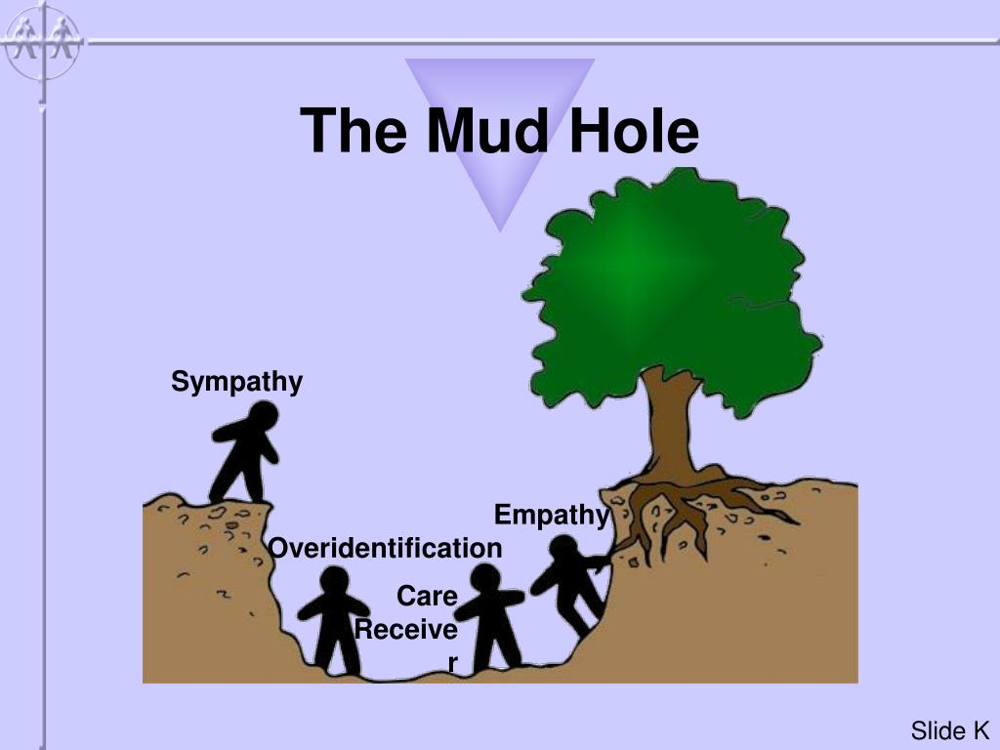 The Mud Hole
Sympathy
Empathy
Overidentification
Care
Receive
r
Slide K